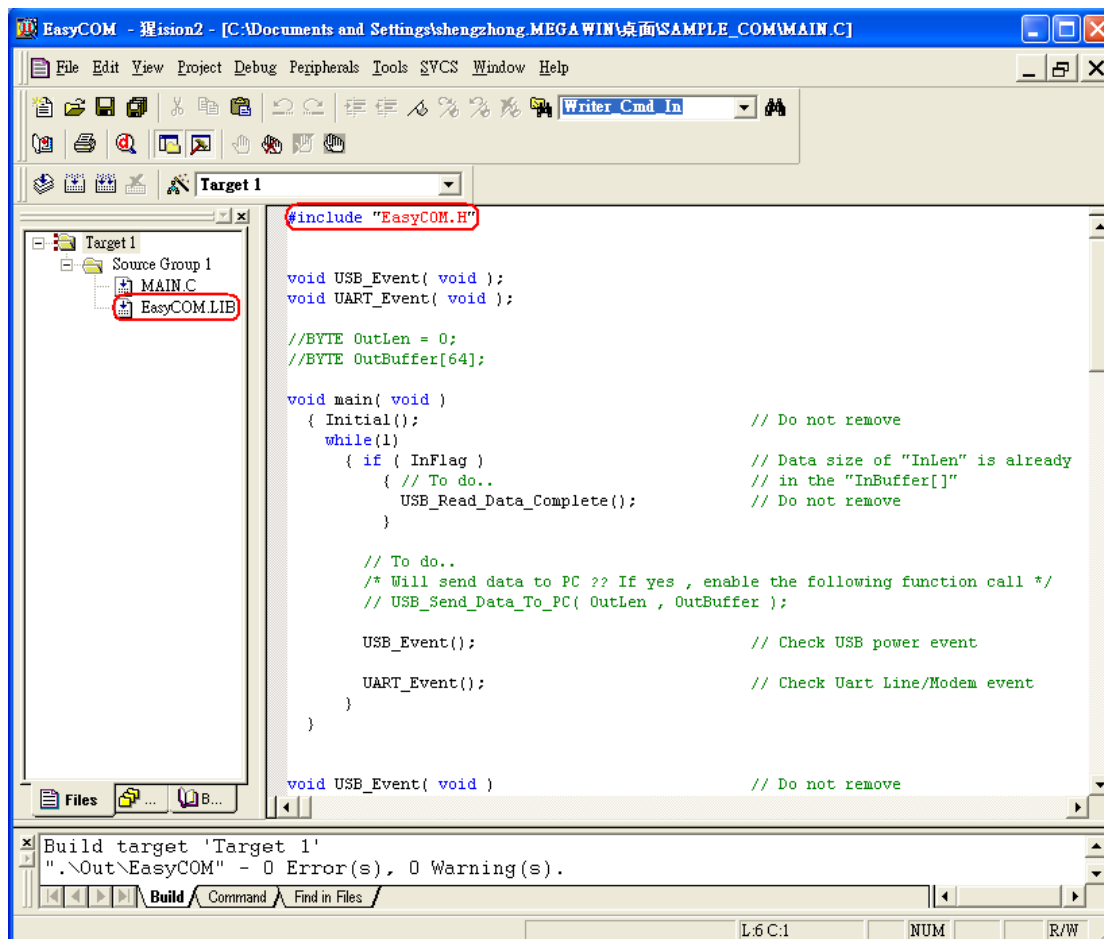 EasyCOM - 猩ision2 - [C:\Documents and Settings\shengzhong.MEGAWIN\桌面\SAMPLE_COM\MAIN.C]
File Edit View Project Debug Peripherals Tools SVCS Window Help
Writer_Cmd_In
Target 1
Target 1
Source Group 1
MAIN.C
EasyCOM.LIB
#include "EasyCOM.H"
void USB_Event( void );
void UART_Event( void );
//BYTE OutLen = 0;
//BYTE OutBuffer[64];
void main( void )
{ Initial(); // Do not remove
while(1)
{ if ( InFlag ) // Data size of "InLen" is already
{ // To do.. // in the "InBuffer[]"
USB_Read_Data_Complete(); // Do not remove
}
// To do..
/* Will send data to PC ?? If yes , enable the following function call */
// USB_Send_Data_To_PC( OutLen , OutBuffer );
USB_Event(); // Check USB power event
UART_Event(); // Check Uart Line/Modem event
}
}
void USB_Event( void ) // Do not remove
Files ... B...
Build target 'Target 1'
".\Out\EasyCOM" - 0 Error(s), 0 Warning(s).
Build Command Find in Files
L:6 C:1 NUM R/W